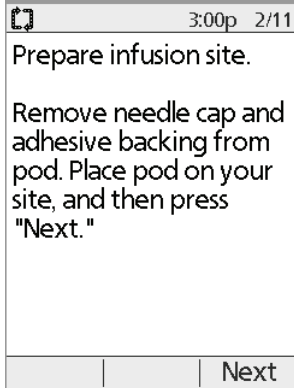 3:00p 2/11
Prepare infusion site.
Remove needle cap and
adhesive backing from
pod. Place pod on your
site, and then press
"Next."
Next